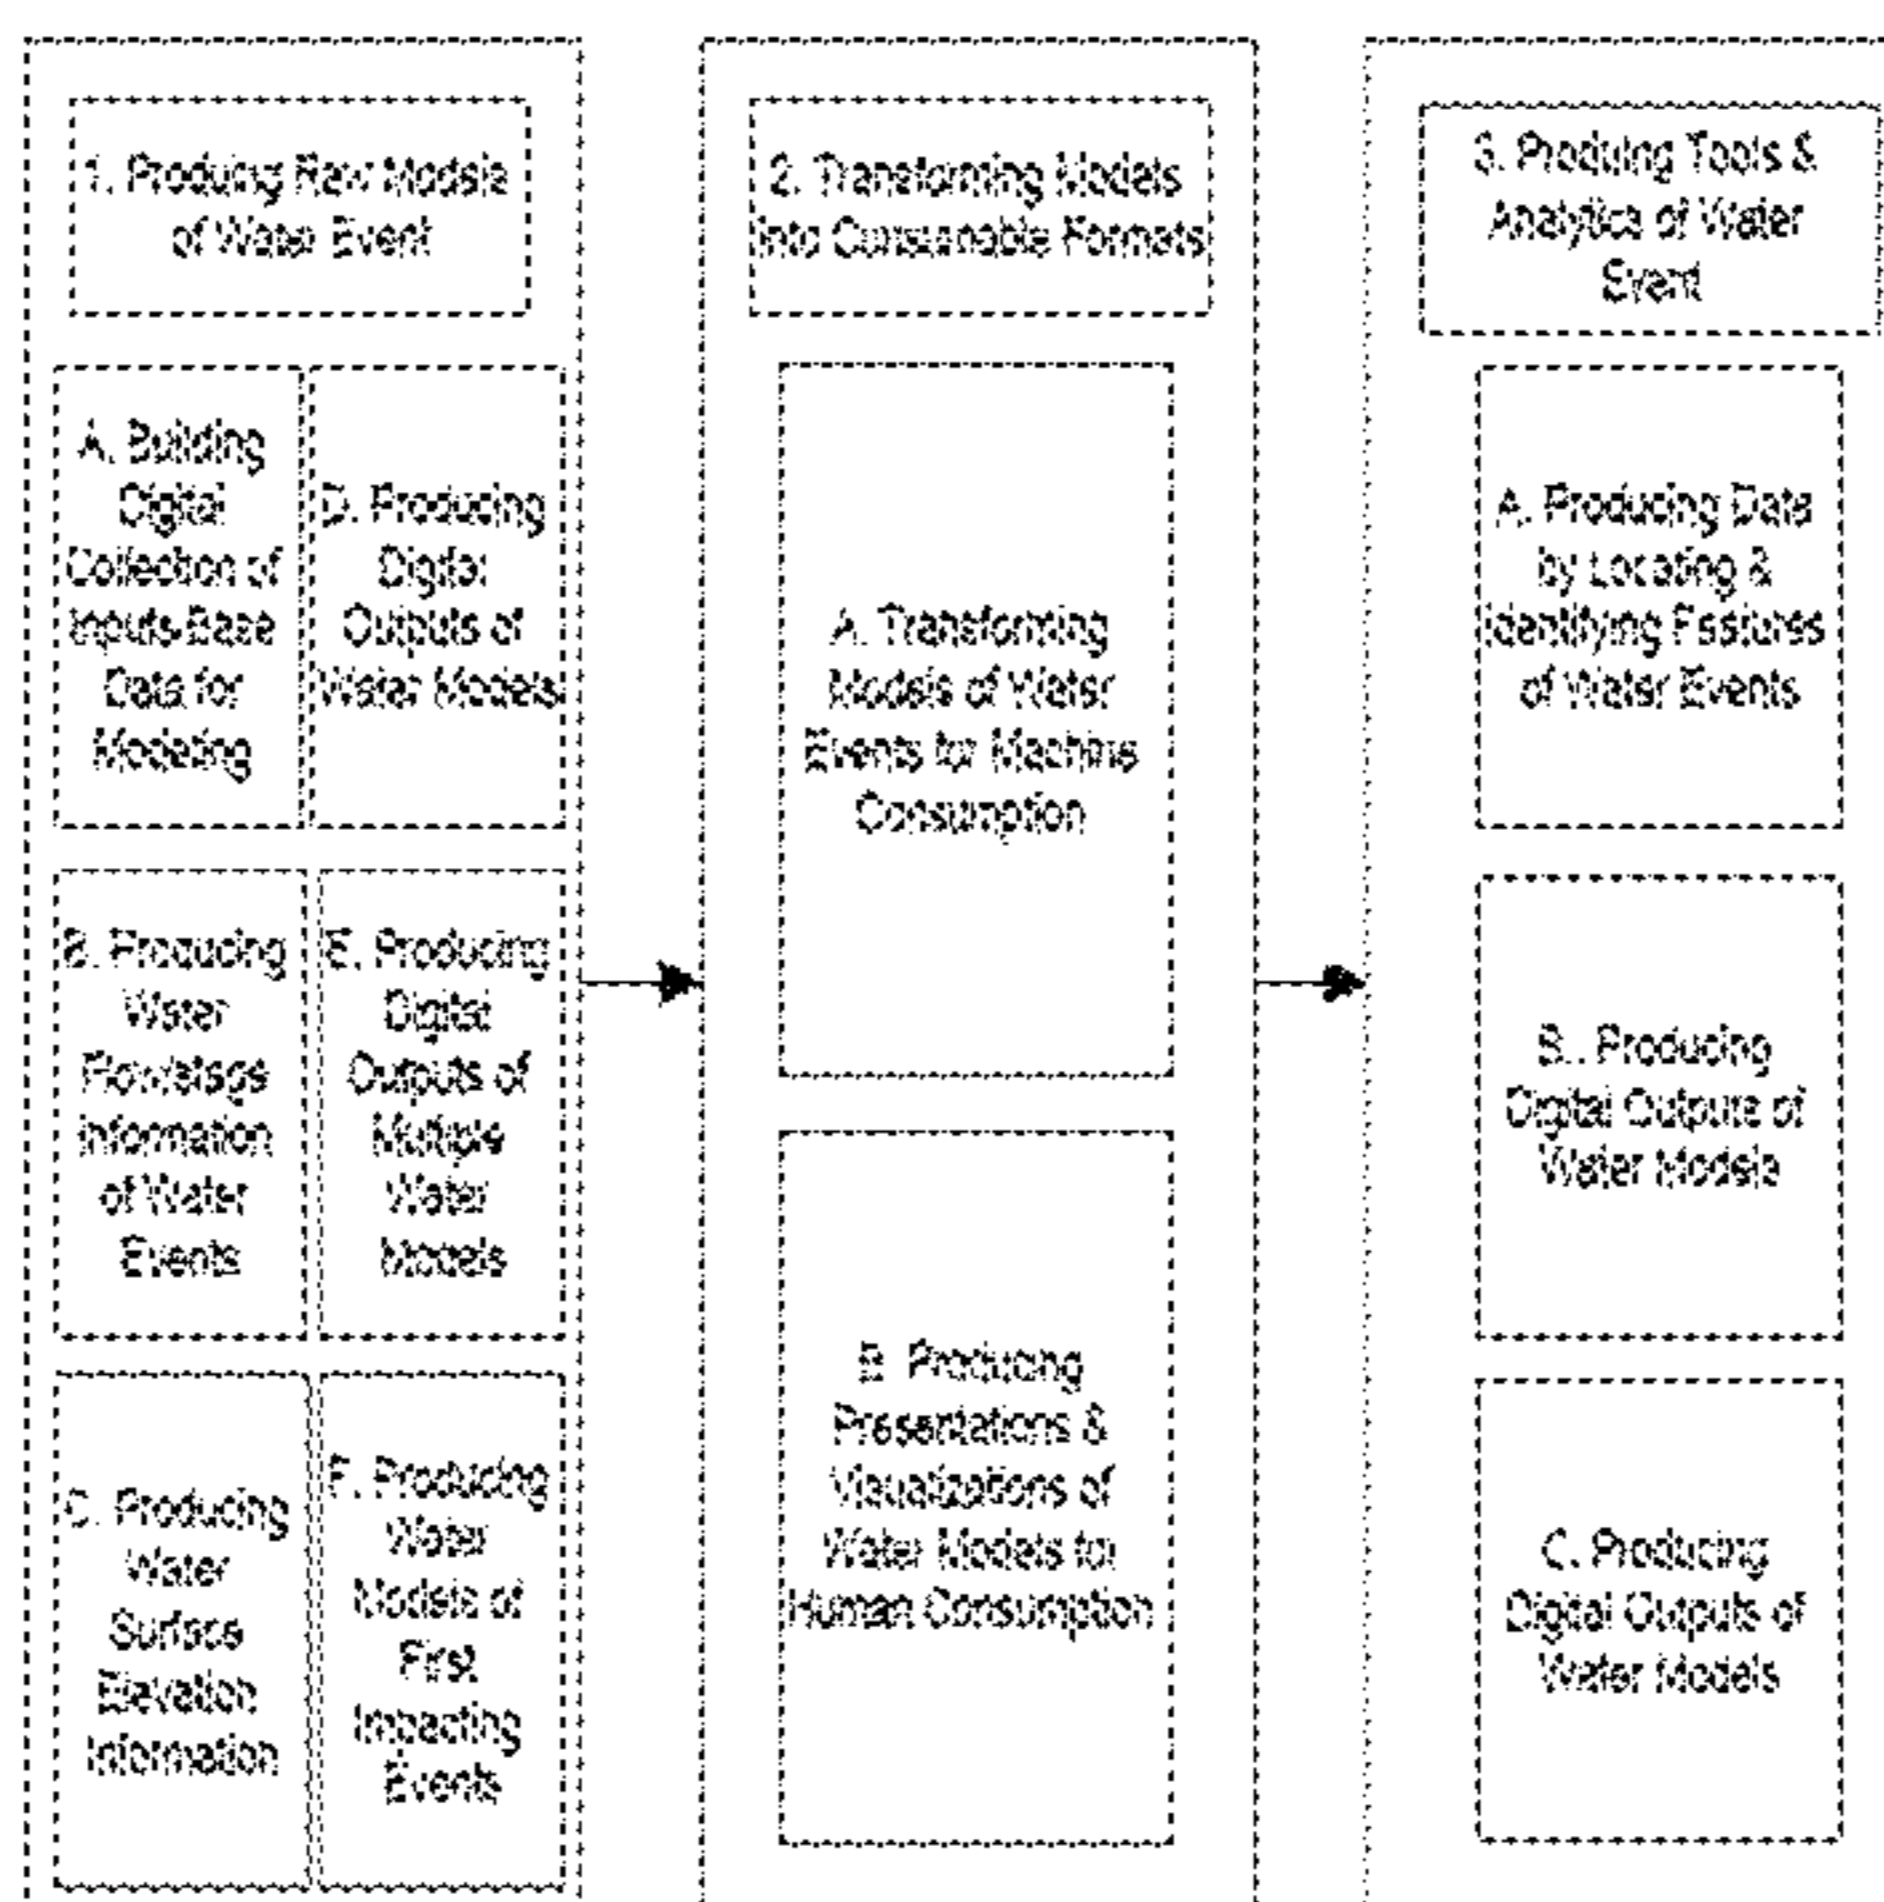 1. Producing Raw Models
of Water Event
A. Building
Digital
Collection of
Inputs-Base
Data for
Modeling
D. Producing
Digital
Outputs of
Water Models
B. Producing
Water
Flow/stage
Information
of Water
Events
E. Producing
Digital
Outputs of
Multiple
Water
Models
C. Producing
Water
Surface
Elevation
Information
F. Producing
Water
Models of
First
Impacting
Events
2. Transforming Models
into Consumable Formats
A. Transforming
Models of Water
Events for Machine
Consumption
B. Producing
Presentations &
Visualizations of
Water Models for
Human Consumption
3. Producing Tools &
Analytics of Water
Event
A. Producing Data
by Locating &
Identifying Features
of Water Events
B.. Producing
Digital Outputs of
Water Models
C. Producing
Digital Outputs of
Water Models